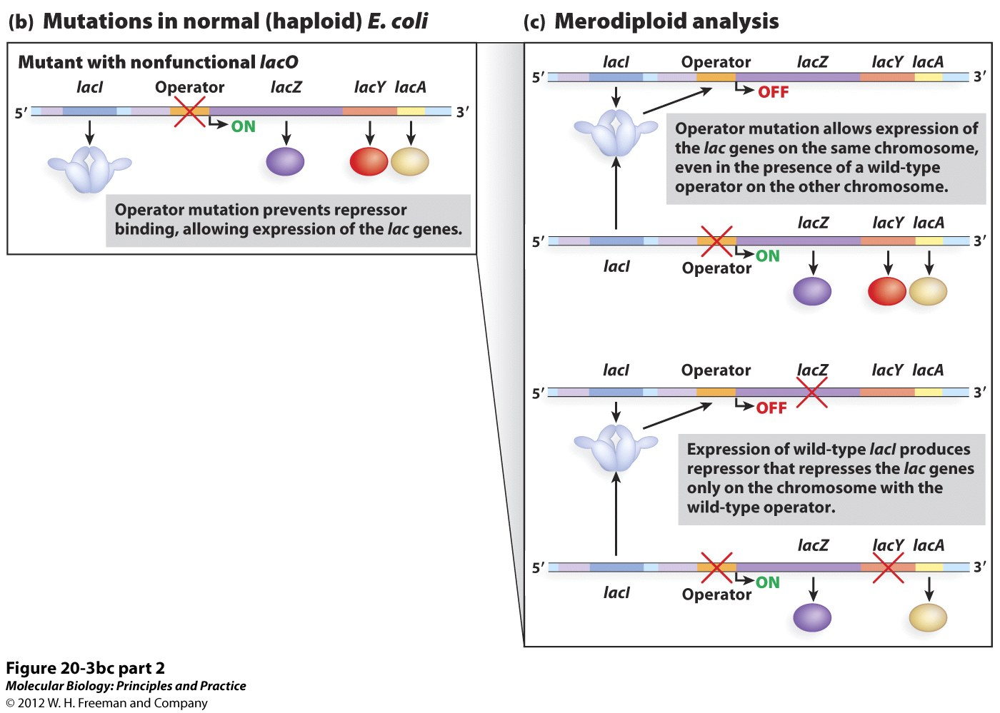 (b) Mutations in normal (haploid) E. coli
Mutant with nonfunctional lacO
lacI Operator lacZ lacY lacA
5′ 3′
ON
Operator mutation prevents repressor
binding, allowing expression of the lac genes.
(c) Merodiploid analysis
lacI Operator lacZ lacY lacA
5′ 3′
OFF
Operator mutation allows expression of
the lac genes on the same chromosome,
even in the presence of a wild-type
operator on the other chromosome.
lacZ lacY lacA
5′ 3′
ON
lacI Operator
lacI Operator lacZ lacY lacA
5′ 3′
OFF
Expression of wild-type lacI produces
repressor that represses the lac genes
only on the chromosome with the
wild-type operator.
lacZ lacY lacA
5′ 3′
ON
lacI Operator
Figure 20-3bc part 2
Molecular Biology: Principles and Practice
© 2012 W. H. Freeman and Company